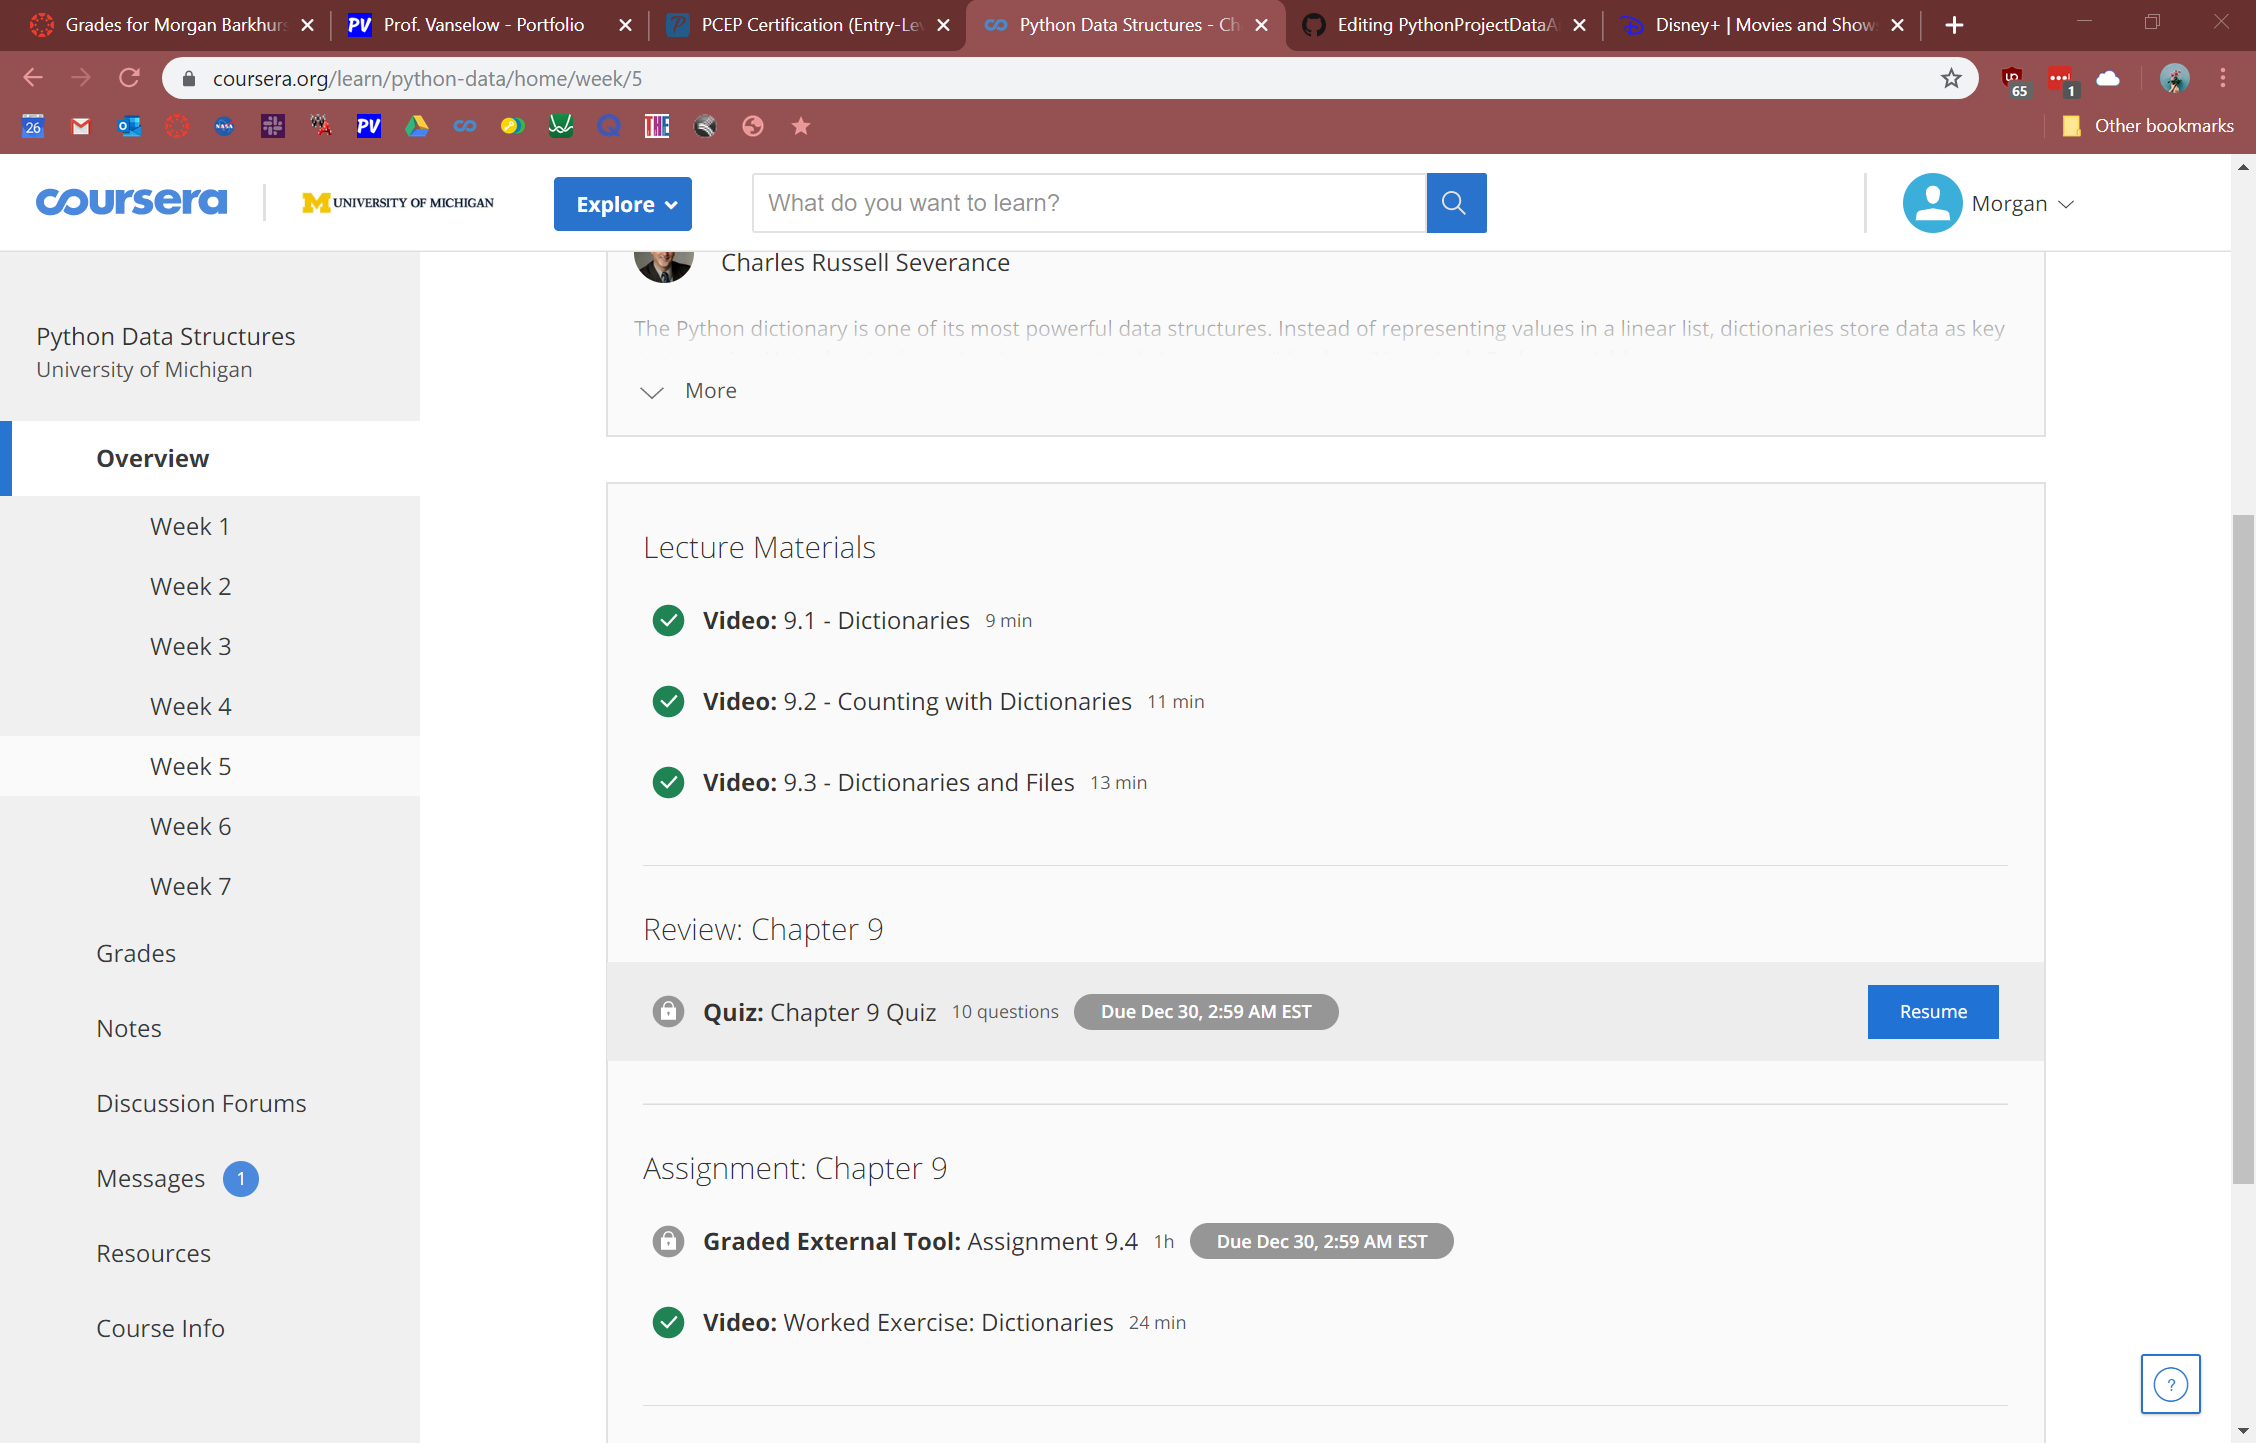 Grades for Morgan Barkhurs
Prof. Vanselow - Portfolio
PCEP Certification (Entry-Lev
Python Data Structures - Ch
Editing PythonProjectDataA
Disney+ | Movies and Shows
coursera.org/learn/python-data/home/week/5
65
1
26
NASA
PV
THE
Other bookmarks
coursera
M UNIVERSITY OF MICHIGAN
Explore
What do you want to learn?
Morgan
Charles Russell Severance
The Python dictionary is one of its most powerful data structures. Instead of representing values in a linear list, dictionaries store data as key
More
Python Data Structures
University of Michigan
Overview
Week 1
Week 2
Week 3
Week 4
Week 5
Week 6
Week 7
Grades
Notes
Discussion Forums
Messages 1
Resources
Course Info
Lecture Materials
Video: 9.1 - Dictionaries 9 min
Video: 9.2 - Counting with Dictionaries 11 min
Video: 9.3 - Dictionaries and Files 13 min
Review: Chapter 9
Quiz: Chapter 9 Quiz 10 questions Due Dec 30, 2:59 AM EST
Resume
Assignment: Chapter 9
Graded External Tool: Assignment 9.4 1h Due Dec 30, 2:59 AM EST
Video: Worked Exercise: Dictionaries 24 min
?